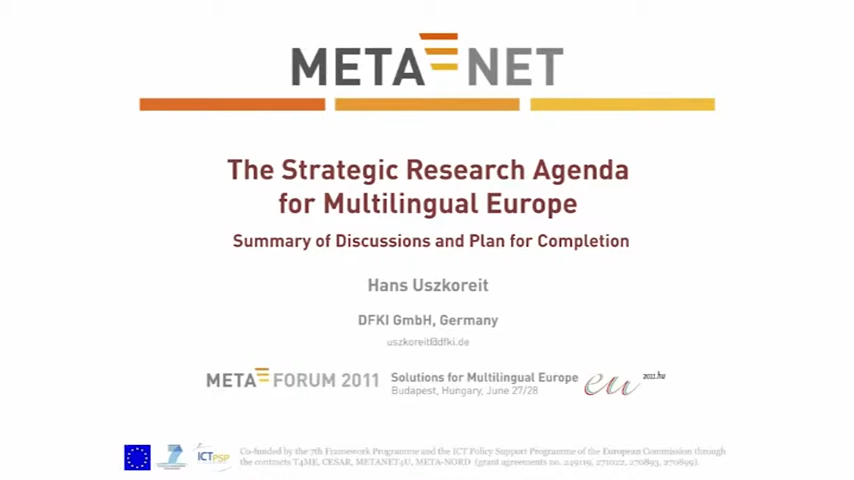 META NET
The Strategic Research Agenda
for Multilingual Europe
Summary of Discussions and Plan for Completion
Hans Uszkoreit
DFKI GmbH, Germany
uszkoreit@dfki.de
META FORUM 2011 Solutions for Multilingual Europe eu 2011.hu
Budapest, Hungary, June 27/28
ICT PSP
Co-funded by the 7th Framework Programme and the ICT Policy Support Programme of the European Commission through
the contracts T4ME, CESAR, METANET4U, META-NORD (grant agreements no. 249119, 271022, 270893, 270899).